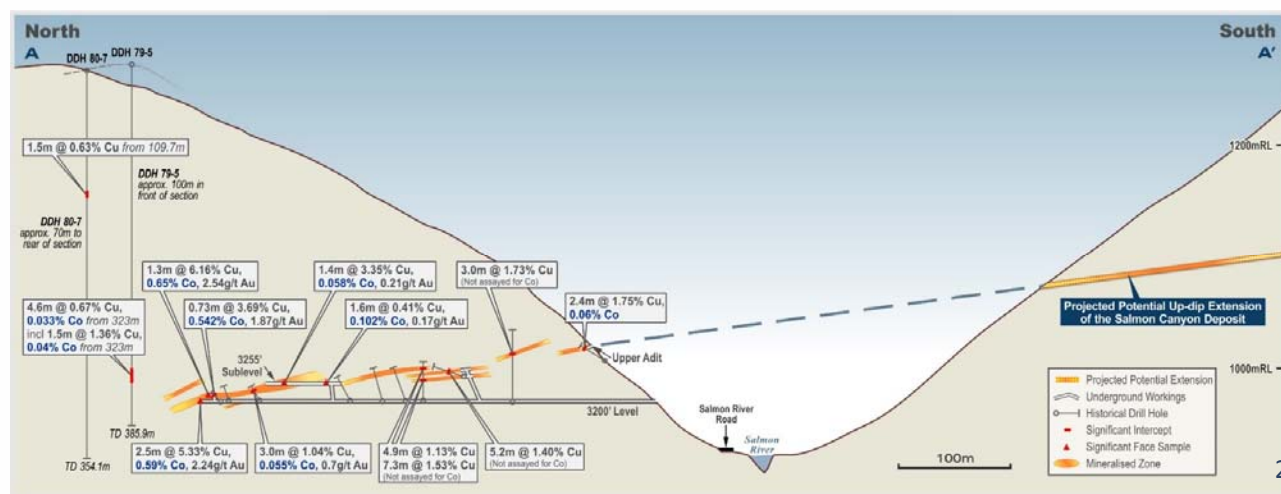 North
A
South
A'
DDH 80-7
DDH 79-5
1200mRL
1.5m @ 0.63% Cu from 109.7m
DDH 79-5
approx. 100m in
front of section
DDH 80-7
approx. 70m to
rear of section
1.3m @ 6.16% Cu,
0.65% Co, 2.54g/t Au
1.4m @ 3.35% Cu,
0.058% Co, 0.21g/t Au
3.0m @ 1.73% Cu
(Not assayed for Co)
2.4m @ 1.75% Cu,
0.06% Co
4.6m @ 0.67% Cu,
0.033% Co from 323m
incl 1.5m @ 1.36% Cu,
0.04% Co from 323m
0.73m @ 3.69% Cu,
0.542% Co, 1.87g/t Au
1.6m @ 0.41% Cu,
0.102% Co, 0.17g/t Au
Projected Potential Up-dip Extension
of the Salmon Canyon Deposit
3255'
Sublevel
Upper Adit
1000mRL
3200' Level
TD 385.9m
TD 354.1m
2.5m @ 5.33% Cu,
0.59% Co, 2.24g/t Au
3.0m @ 1.04% Cu,
0.055% Co, 0.7g/t Au
4.9m @ 1.13% Cu
7.3m @ 1.53% Cu
(Not assayed for Co)
5.2m @ 1.40% Cu
(Not assayed for Co)
Salmon River
Road
Salmon
River
100m
Projected Potential Extension
Underground Workings
Historical Drill Hole
Significant Intercept
Significant Face Sample
Mineralised Zone
2